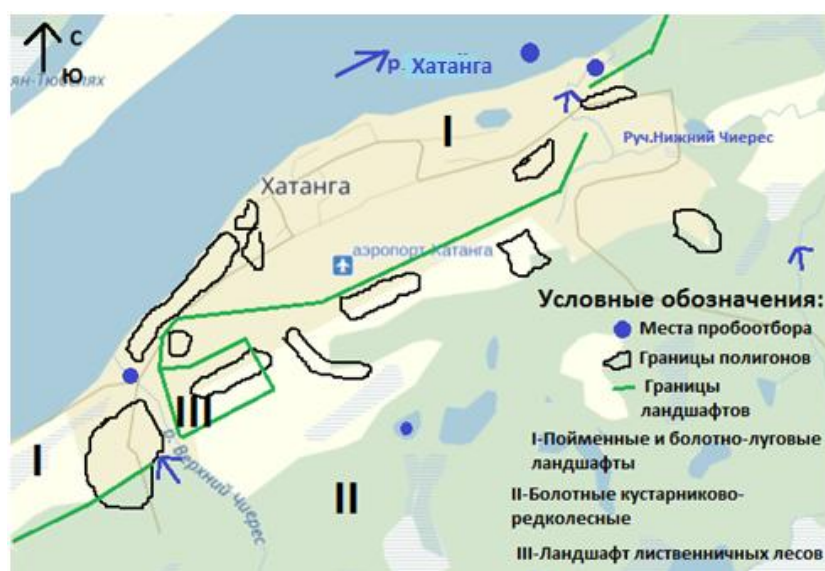 С
Ю
р. Хатанга
ян-Тюбелях
I
Руч.Нижний Чиерес
Хатанга
аэропорт Хатанга
Условные обозначения:
Места пробоотбора
Границы полигонов
Границы
ландшафтов
III
I
р. Верхний Чиерес
II
I-Пойменные и болотно-луговые
ландшафты
II-Болотные кустарниково-
редколесные
III-Ландшафт лиственничных лесов